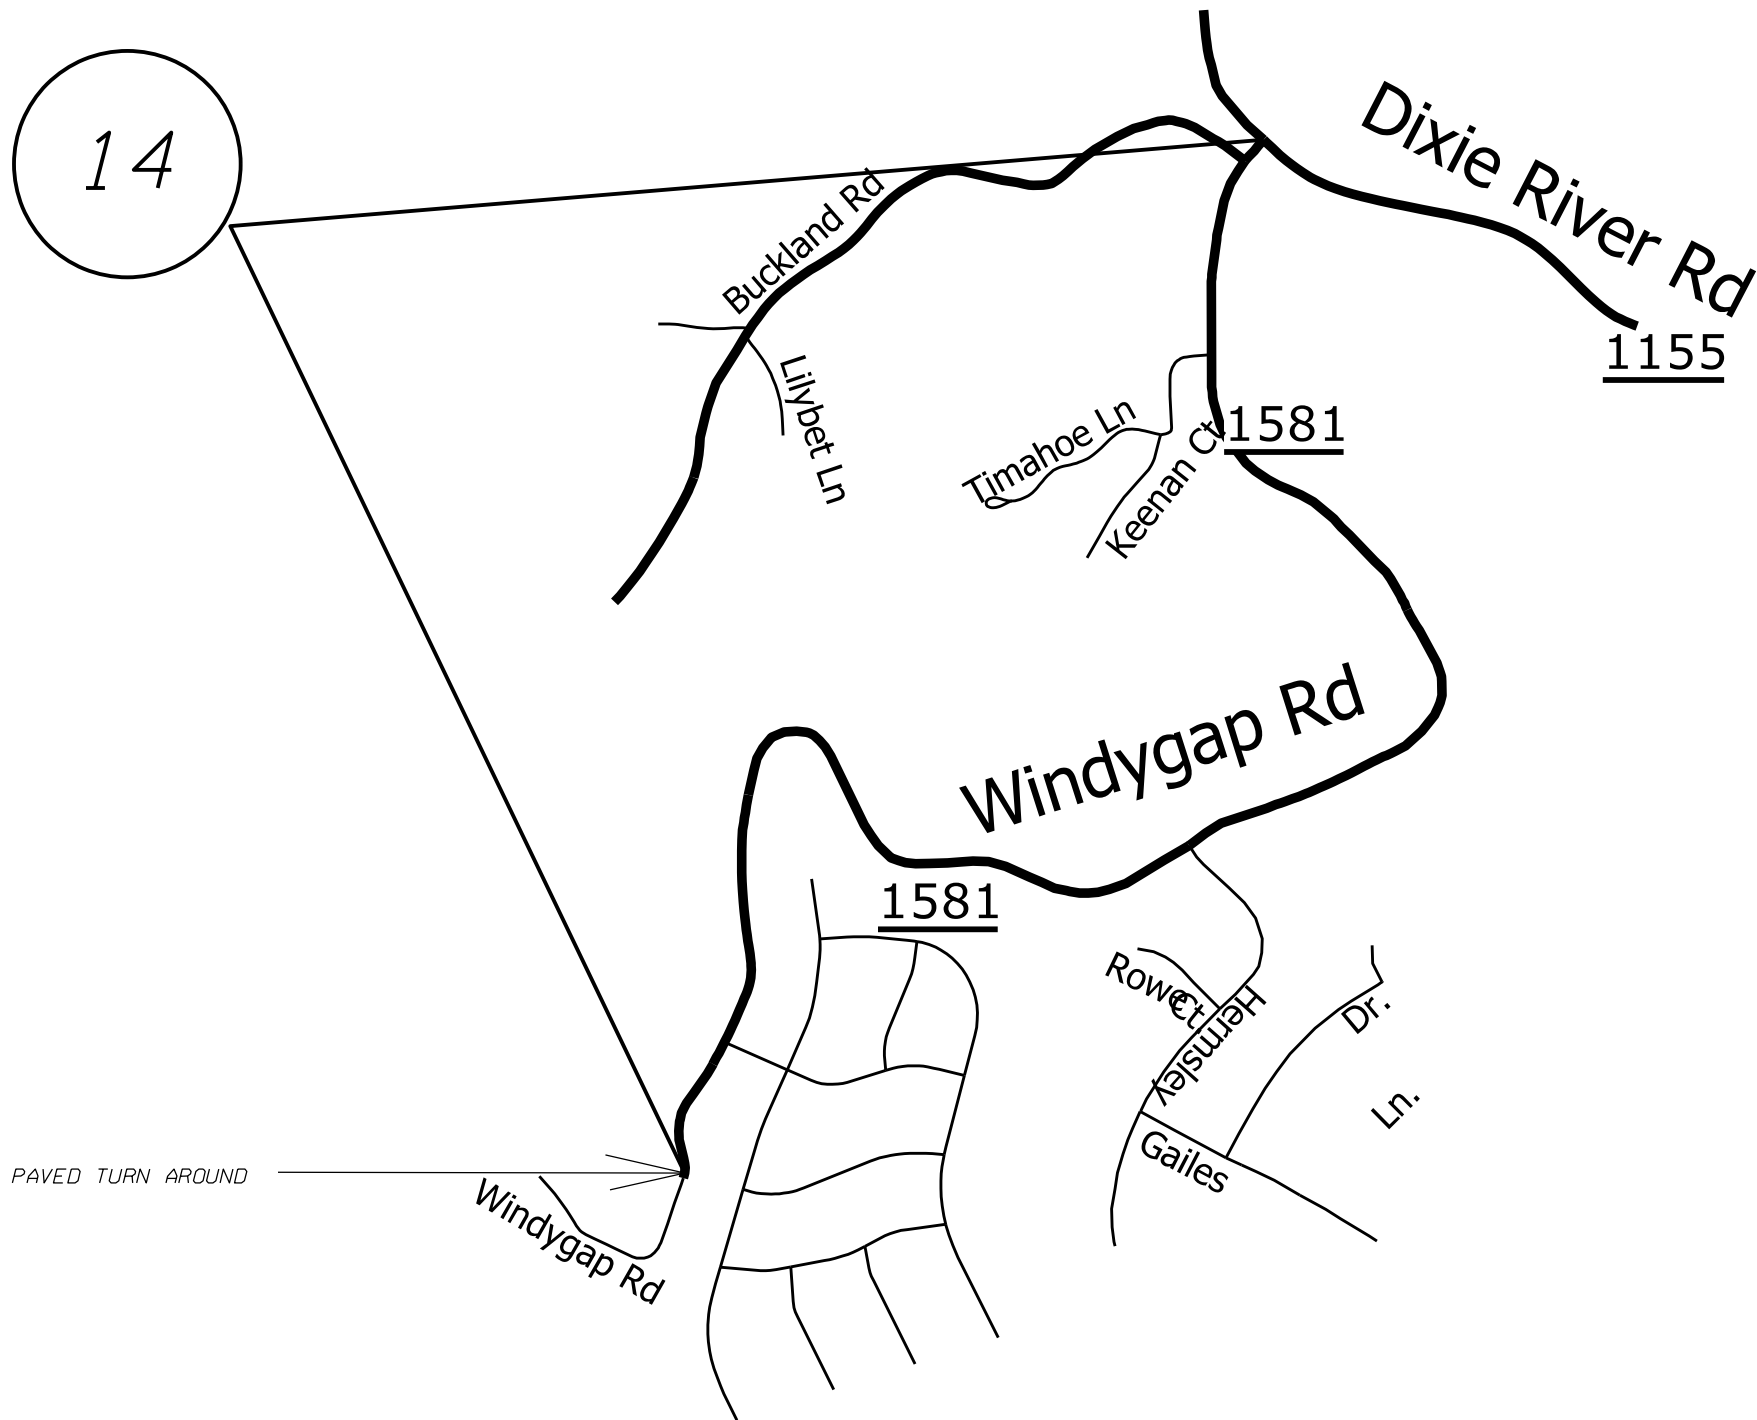 14
Dixie River Rd
1155
Buckland Rd
Lilybet Ln
Timahoe Ln
Keenan Ct.
1581
Windygap Rd
1581
Rowe Ct.
Hermsley
Dr.
Ln.
Gailes
PAVED TURN AROUND
Windygap Rd